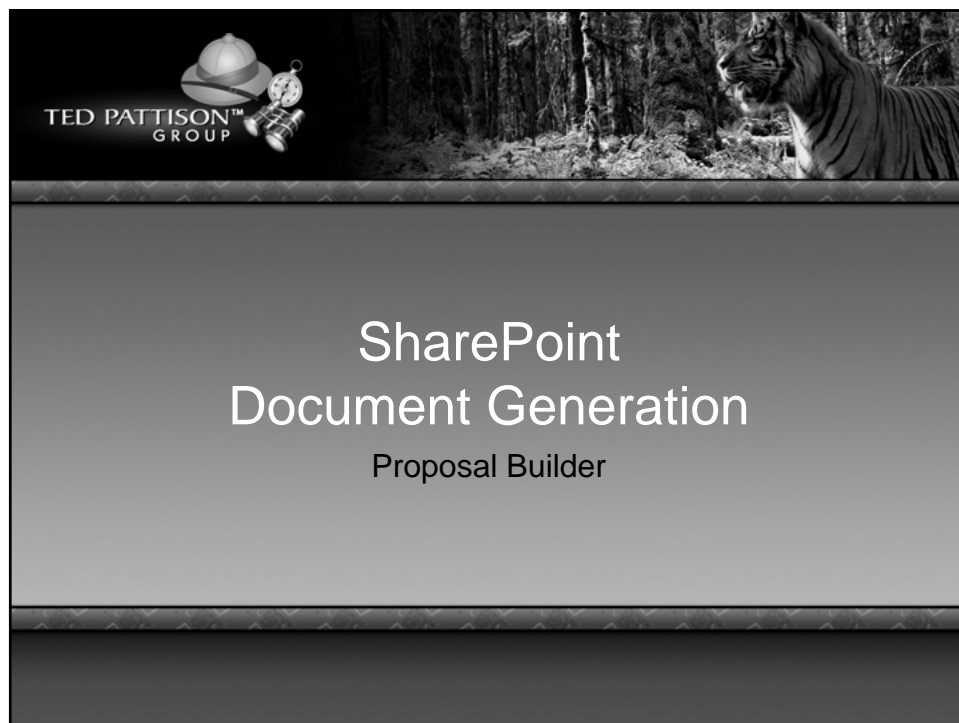 TED PATTISON™
GROUP
SharePoint
Document Generation
Proposal Builder